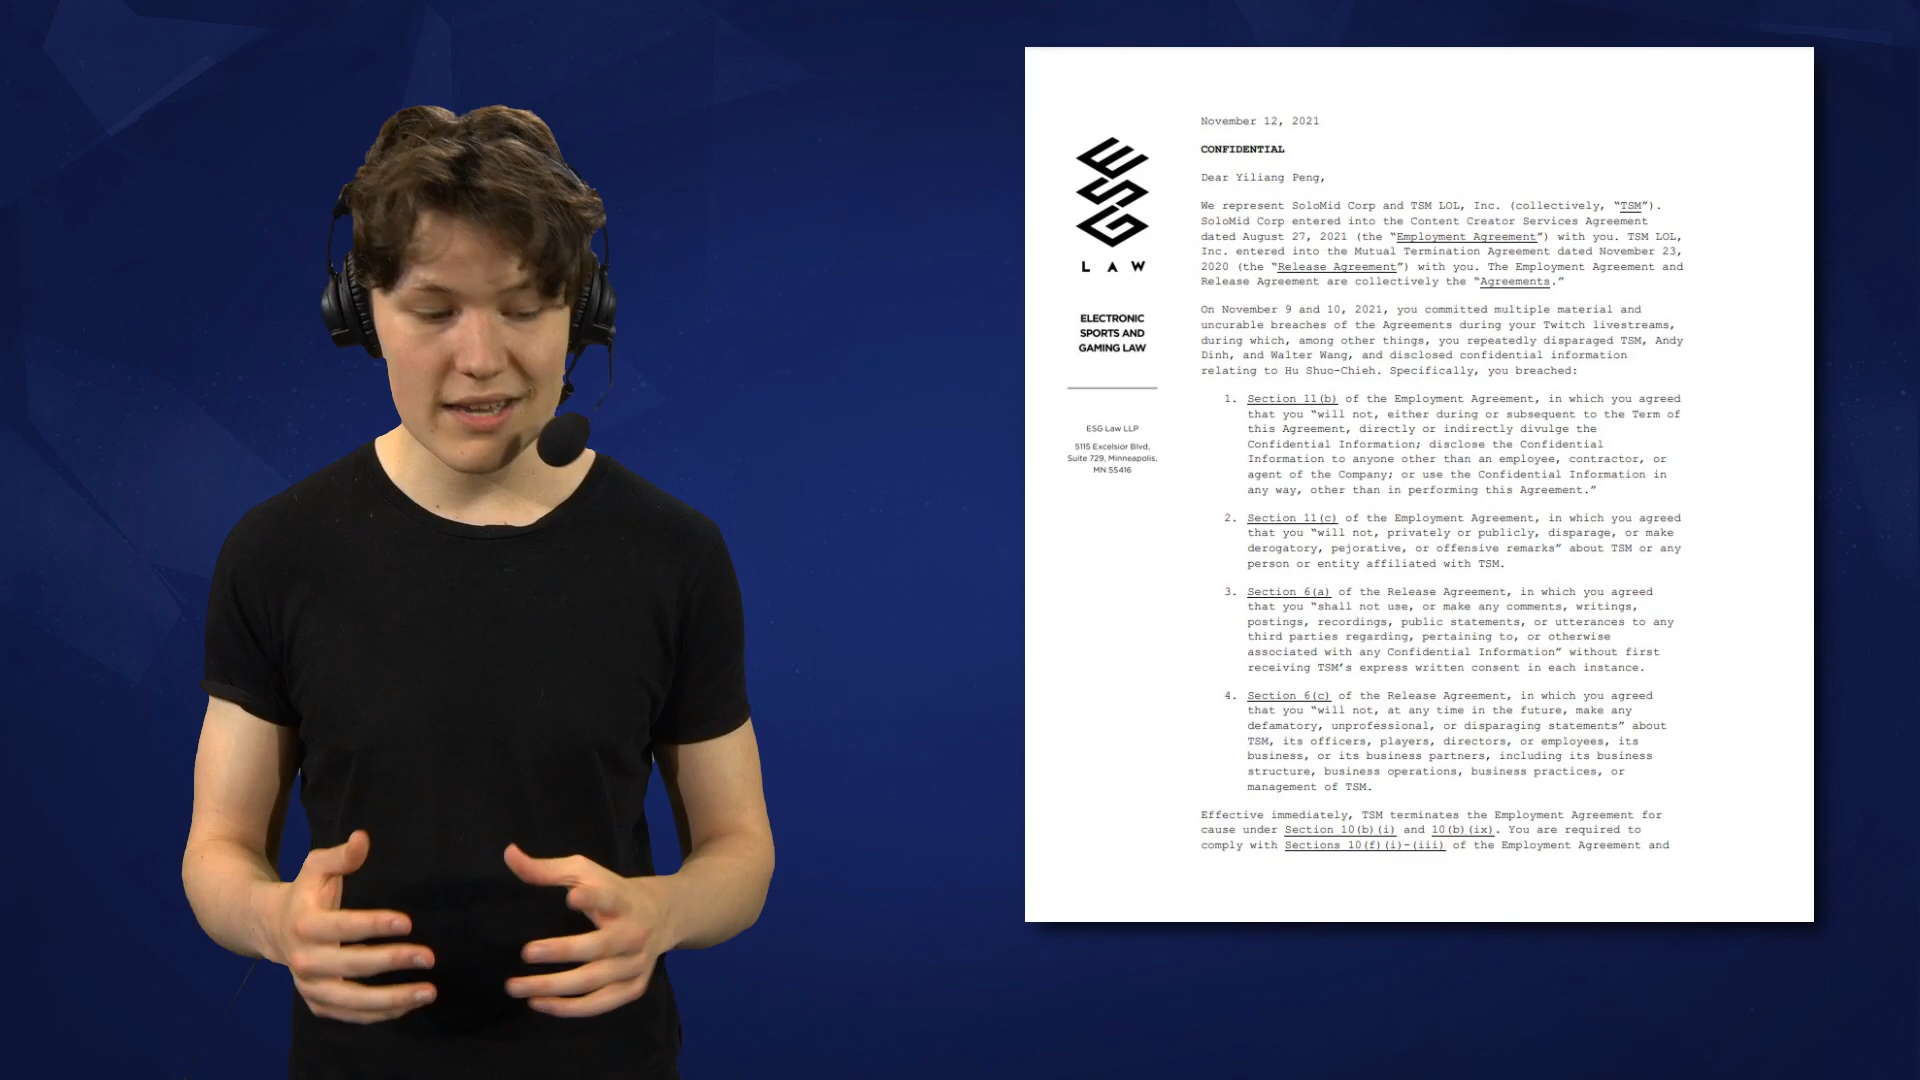 ESG
LAW
ELECTRONIC
SPORTS AND
GAMING LAW
ESG Law LLP
5115 Excelsior Blvd,
Suite 729, Minneapolis,
MN 55416
November 12, 2021
CONFIDENTIAL
Dear Yiliang Peng,
We represent SoloMid Corp and TSM LOL, Inc. (collectively, “TSM”).
SoloMid Corp entered into the Content Creator Services Agreement
dated August 27, 2021 (the “Employment Agreement”) with you. TSM LOL,
Inc. entered into the Mutual Termination Agreement dated November 23,
2020 (the “Release Agreement”) with you. The Employment Agreement and
Release Agreement are collectively the “Agreements.”
On November 9 and 10, 2021, you committed multiple material and
uncurable breaches of the Agreements during your Twitch livestreams,
during which, among other things, you repeatedly disparaged TSM, Andy
Dinh, and Walter Wang, and disclosed confidential information
relating to Hu Shuo-Chieh. Specifically, you breached:
1. Section 11(b) of the Employment Agreement, in which you agreed
that you “will not, either during or subsequent to the Term of
this Agreement, directly or indirectly divulge the
Confidential Information; disclose the Confidential
Information to anyone other than an employee, contractor, or
agent of the Company; or use the Confidential Information in
any way, other than in performing this Agreement.”
2. Section 11(c) of the Employment Agreement, in which you agreed
that you “will not, privately or publicly, disparage, or make
derogatory, pejorative, or offensive remarks” about TSM or any
person or entity affiliated with TSM.
3. Section 6(a) of the Release Agreement, in which you agreed
that you “shall not use, or make any comments, writings,
postings, recordings, public statements, or utterances to any
third parties regarding, pertaining to, or otherwise
associated with any Confidential Information” without first
receiving TSM’s express written consent in each instance.
4. Section 6(c) of the Release Agreement, in which you agreed
that you “will not, at any time in the future, make any
defamatory, unprofessional, or disparaging statements” about
TSM, its officers, players, directors, or employees, its
business, or its business partners, including its business
structure, business operations, business practices, or
management of TSM.
Effective immediately, TSM terminates the Employment Agreement for
cause under Section 10(b)(i) and 10(b)(ix). You are required to
comply with Sections 10(f)(i)-(iii) of the Employment Agreement and